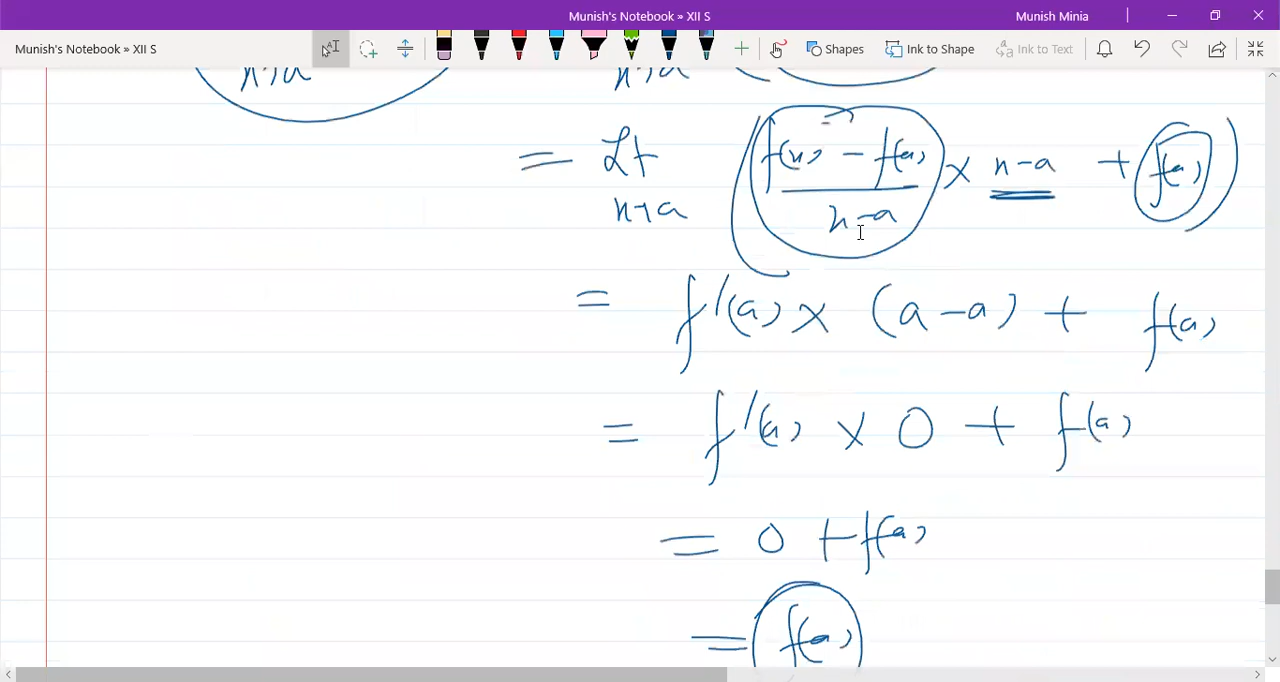 Munish's Notebook » XII S
Munish Minia
Munish's Notebook » XII S
Shapes
Ink to Shape
Ink to Text
x→a x→a
= Lt x→a ( f(x) - f(a) / x-a × x-a + f(a) )
= f'(a) × (a-a) + f(a)
= f'(a) × 0 + f(a)
= 0 + f(a)
= f(a)